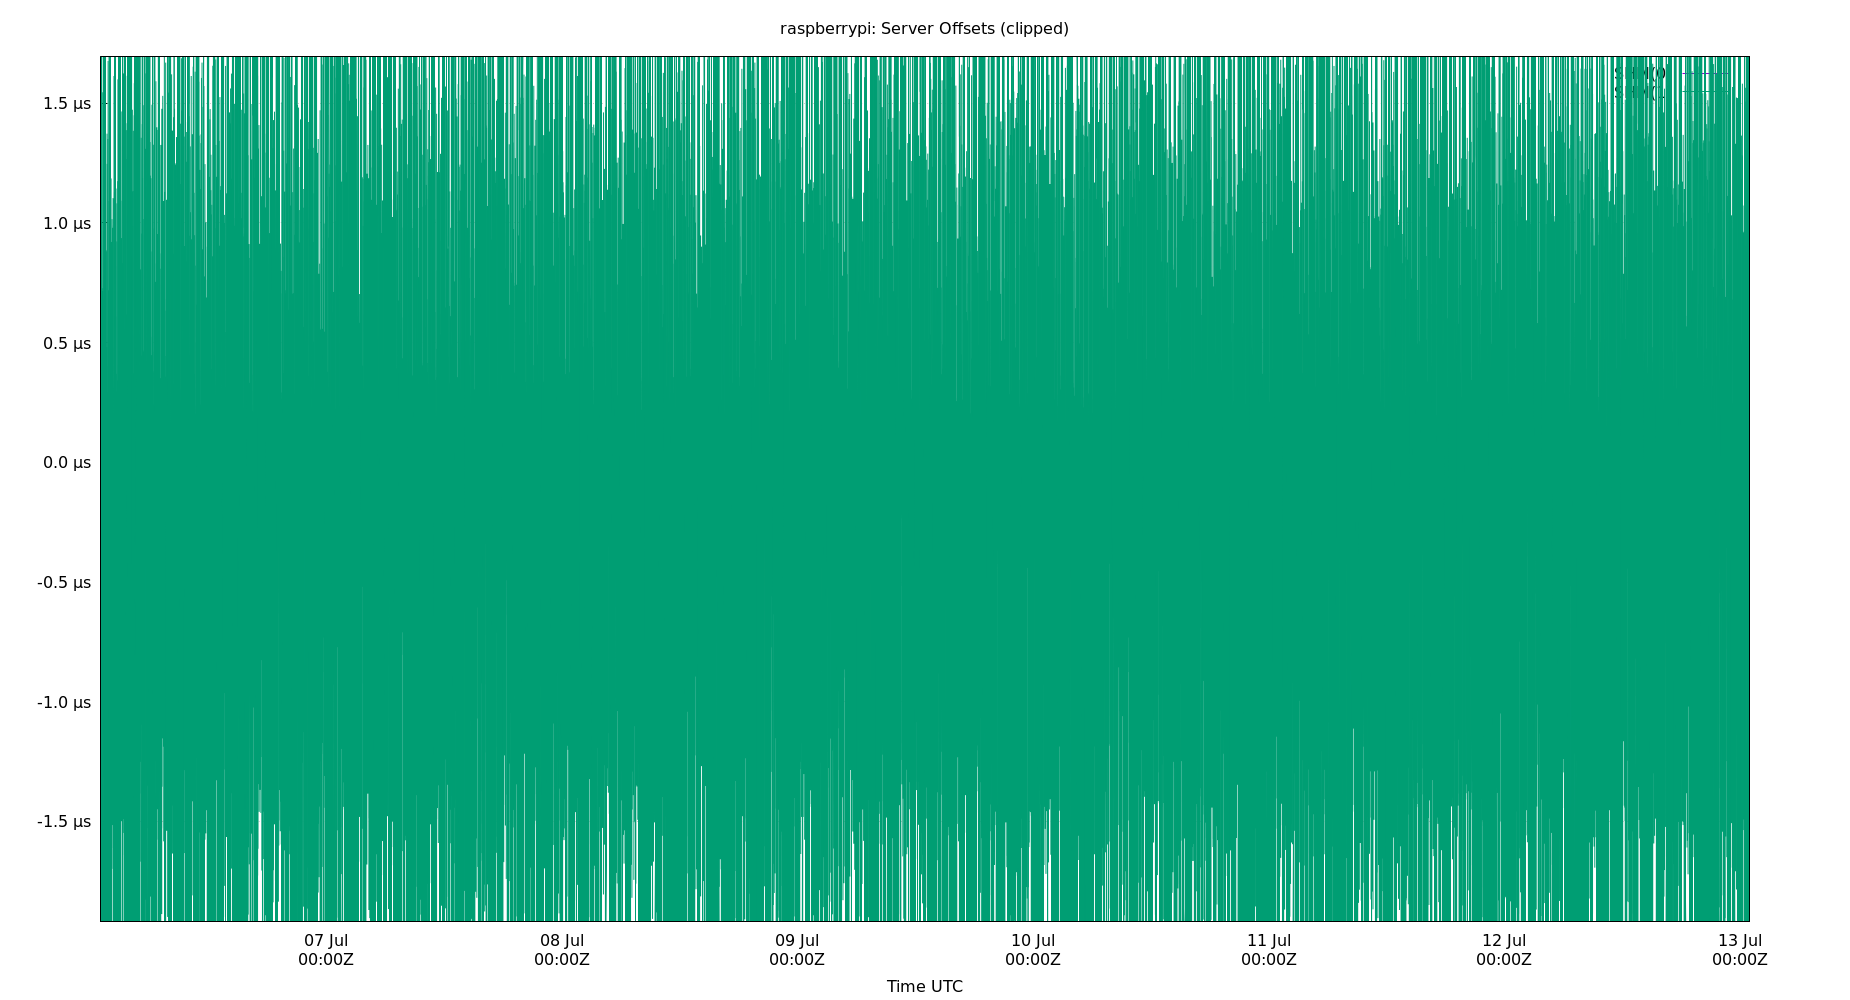 raspberrypi: Server Offsets (clipped)
1.5 µs
1.0 µs
0.5 µs
0.0 µs
-0.5 µs
-1.0 µs
-1.5 µs
07 Jul 08 Jul 09 Jul 10 Jul 11 Jul 12 Jul 13 Jul
00:00Z 00:00Z 00:00Z 00:00Z 00:00Z 00:00Z 00:00Z
Time UTC